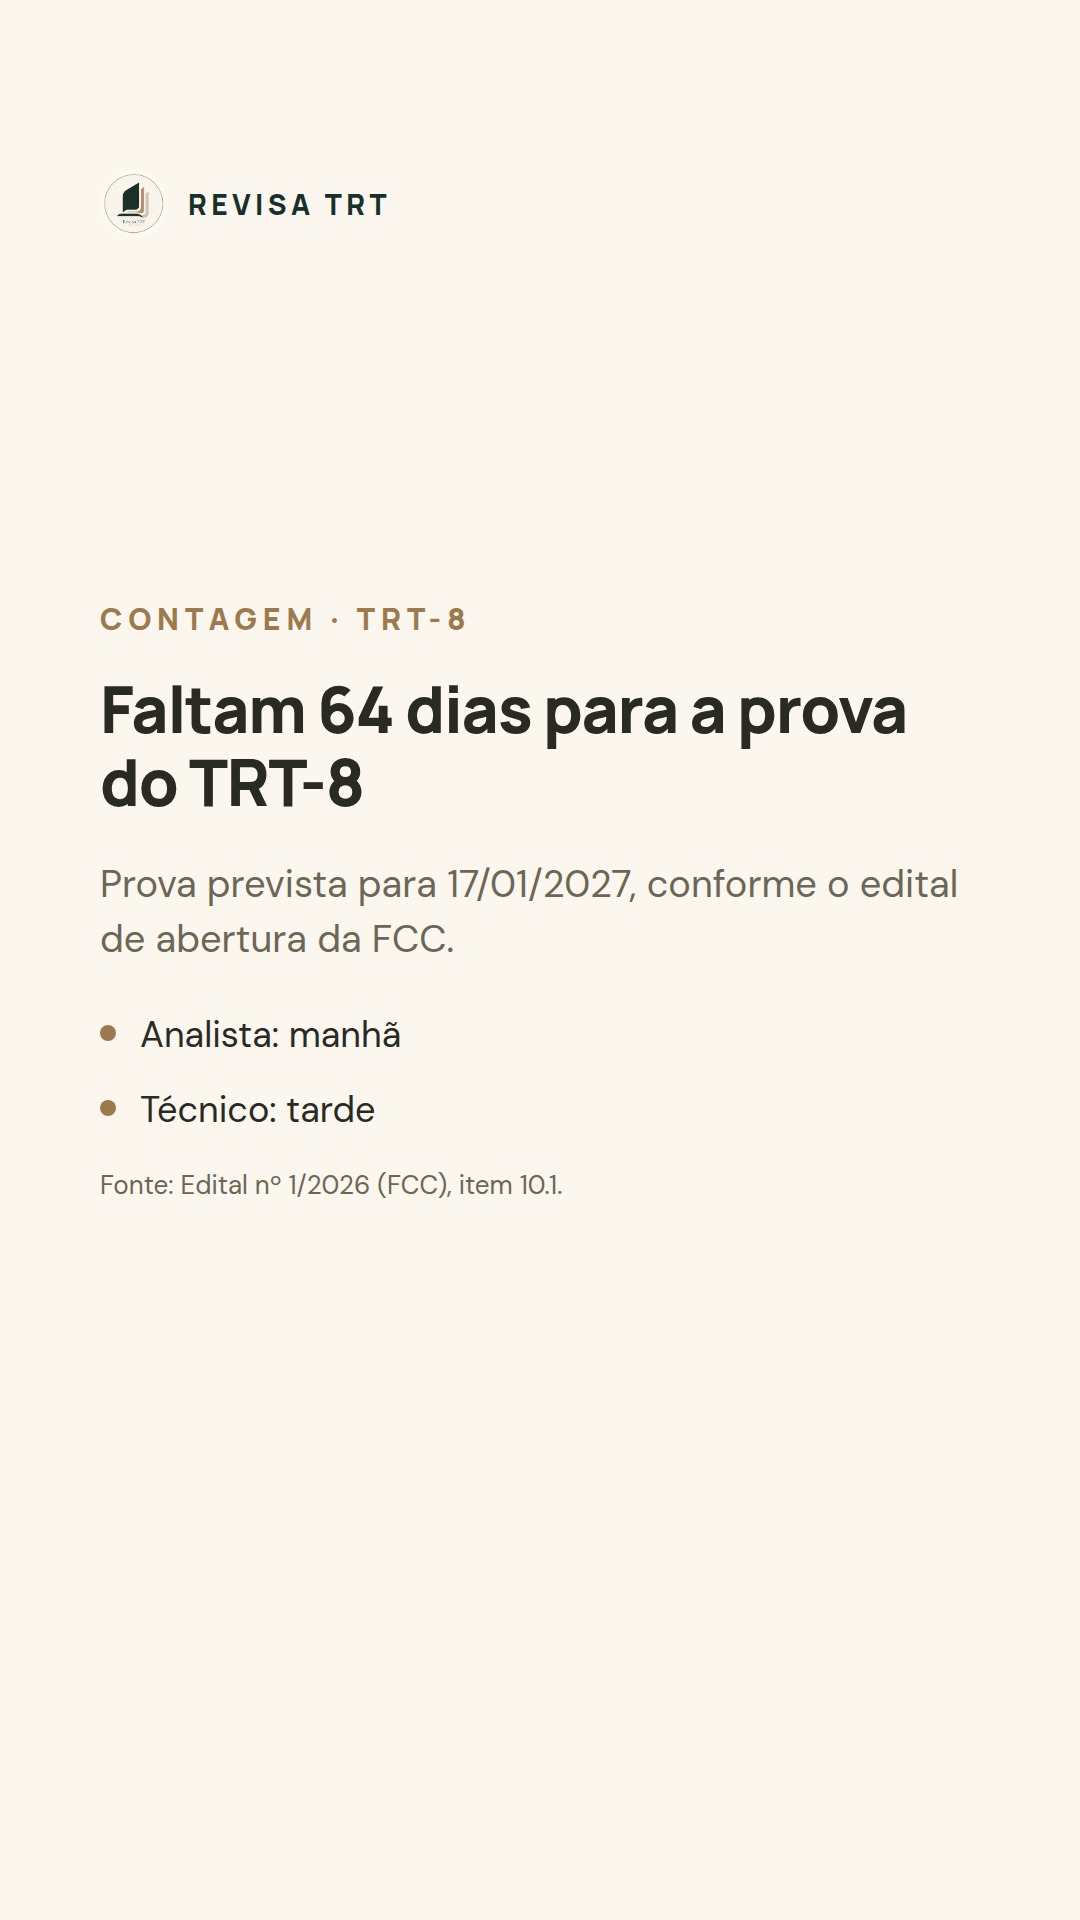 REVISA TRT
CONTAGEM · TRT-8
Faltam 64 dias para a prova
do TRT-8
Prova prevista para 17/01/2027, conforme o edital
de abertura da FCC.
Analista: manhã
Técnico: tarde
Fonte: Edital nº 1/2026 (FCC), item 10.1.